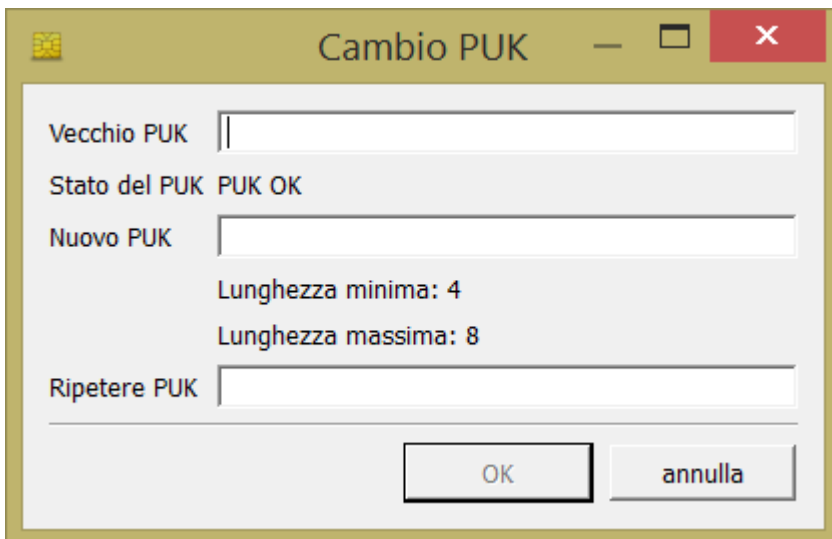 Cambio PUK
Vecchio PUK
Stato del PUK PUK OK
Nuovo PUK
Lunghezza minima: 4
Lunghezza massima: 8
Ripetere PUK
OK annulla